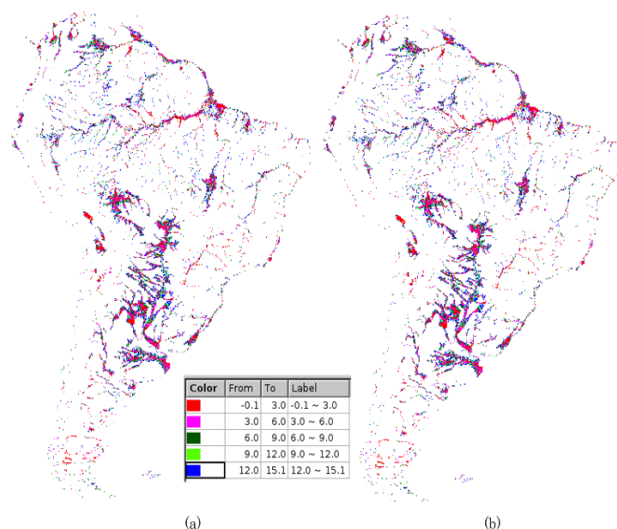 Color From To Label
-0.1 3.0 -0.1 ~ 3.0
3.0 6.0 3.0 ~ 6.0
6.0 9.0 6.0 ~ 9.0
9.0 12.0 9.0 ~ 12.0
12.0 15.1 12.0 ~ 15.1
(a) (b)